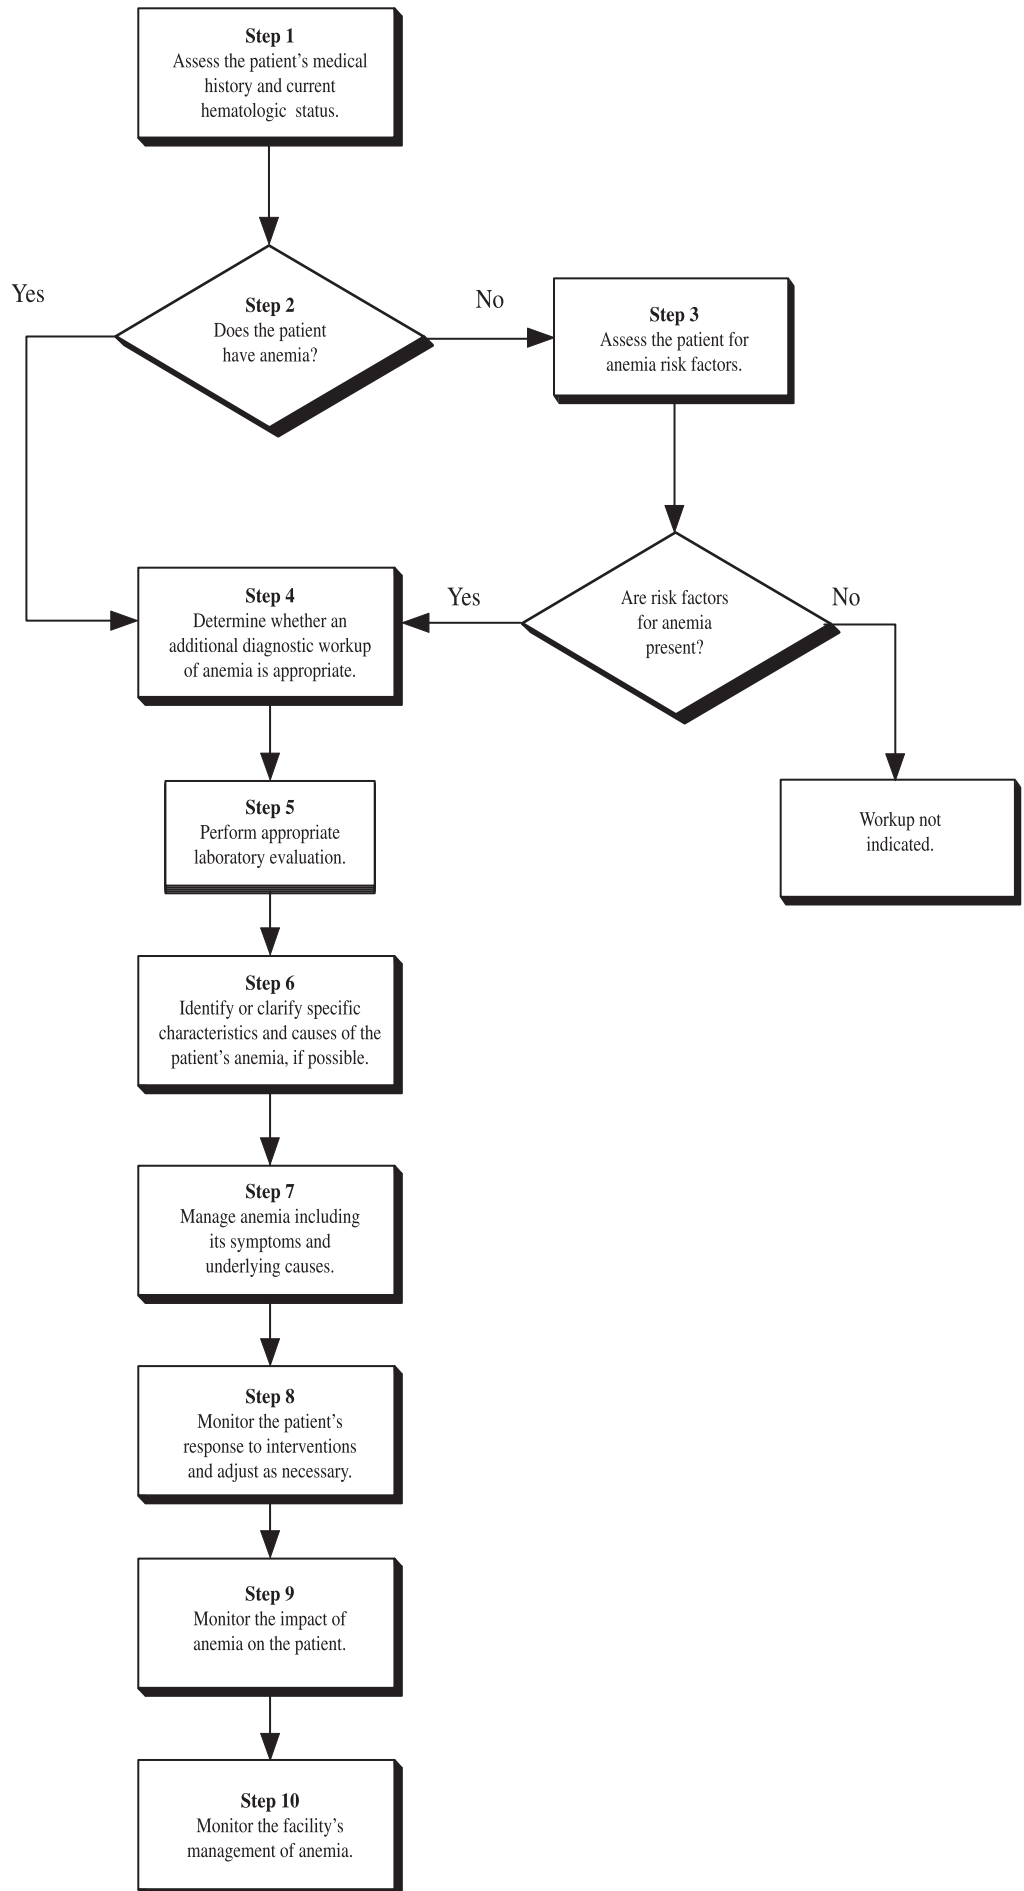 Step 1
Assess the patient's medical
history and current
hematologic status.
Yes
Step 2
Does the patient
have anemia?
No
Step 3
Assess the patient for
anemia risk factors.
Step 4
Determine whether an
additional diagnostic workup
of anemia is appropriate.
Yes
Are risk factors
for anemia
present?
No
Workup not
indicated.
Step 5
Perform appropriate
laboratory evaluation.
Step 6
Identify or clarify specific
characteristics and causes of the
patient's anemia, if possible.
Step 7
Manage anemia including
its symptoms and
underlying causes.
Step 8
Monitor the patient's
response to interventions
and adjust as necessary.
Step 9
Monitor the impact of
anemia on the patient.
Step 10
Monitor the facility's
management of anemia.